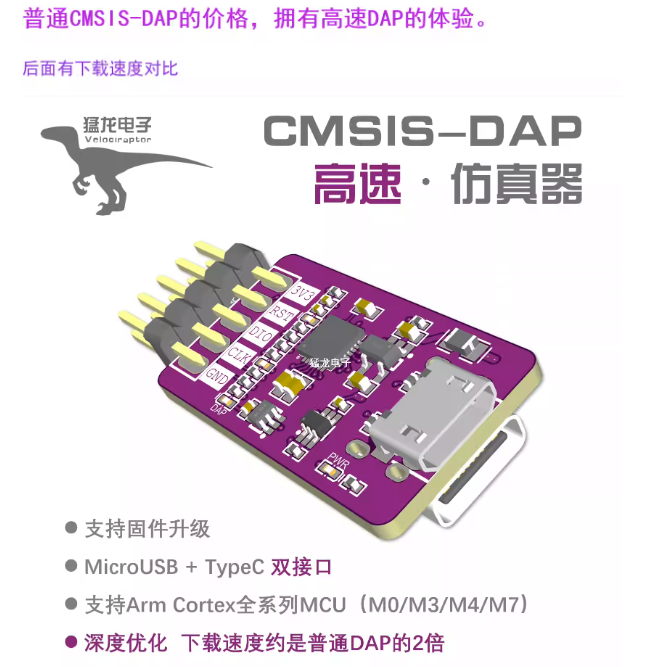 普通CMSIS-DAP的价格，拥有高速DAP的体验。
后面有下载速度对比
猛龙电子
Velociraptor
CMSIS-DAP
高速·仿真器
3V3
RST
DIO
CLK
GND
DAP
猛龙电子
PWR
支持固件升级
MicroUSB + TypeC 双接口
支持Arm Cortex全系列MCU（M0/M3/M4/M7）
深度优化 下载速度约是普通DAP的2倍